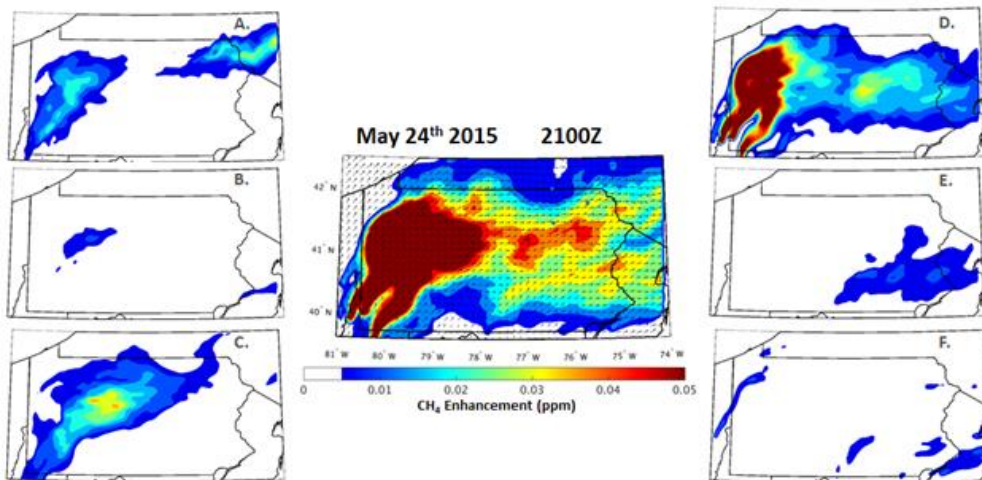 A.
D.
May 24th 2015 2100Z
B.
E.
42° N
41° N
40° N
C.
F.
81° W 80° W 79° W 78° W 77° W 76° W 75° W 74° W
0 0.01 0.02 0.03 0.04 0.05
CH₄ Enhancement (ppm)